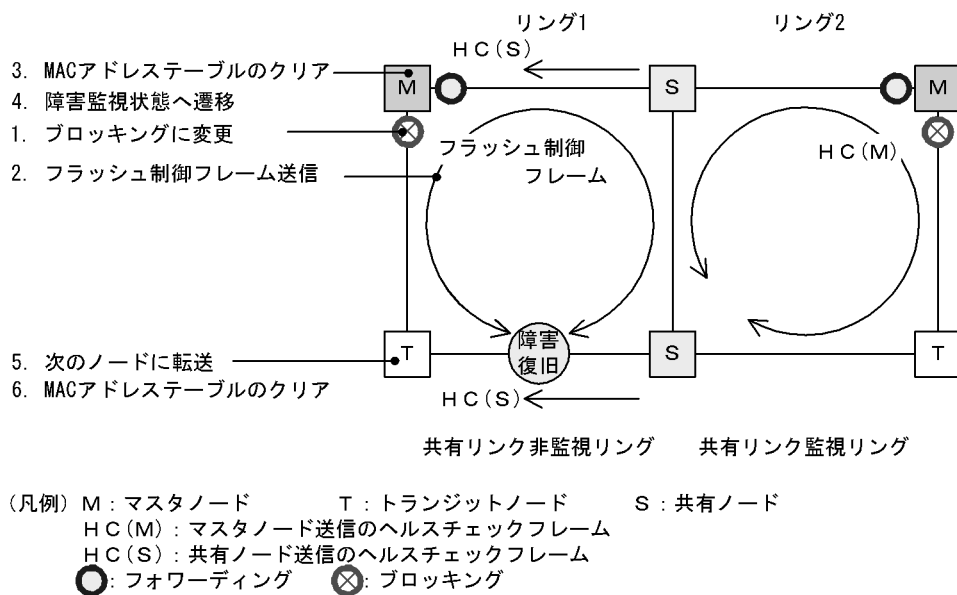 リング1
リング2
HC(S)
3. MACアドレステーブルのクリア
4. 障害監視状態へ遷移
1. ブロッキングに変更
2. フラッシュ制御フレーム送信
M
S
M
フラッシュ制御
フレーム
HC(M)
5. 次のノードに転送
6. MACアドレステーブルのクリア
T
障害
復旧
S
T
HC(S)
共有リンク非監視リング
共有リンク監視リング
(凡例) M:マスタノード T:トランジットノード S:共有ノード
HC(M):マスタノード送信のヘルスチェックフレーム
HC(S):共有ノード送信のヘルスチェックフレーム
:フォワーディング :ブロッキング